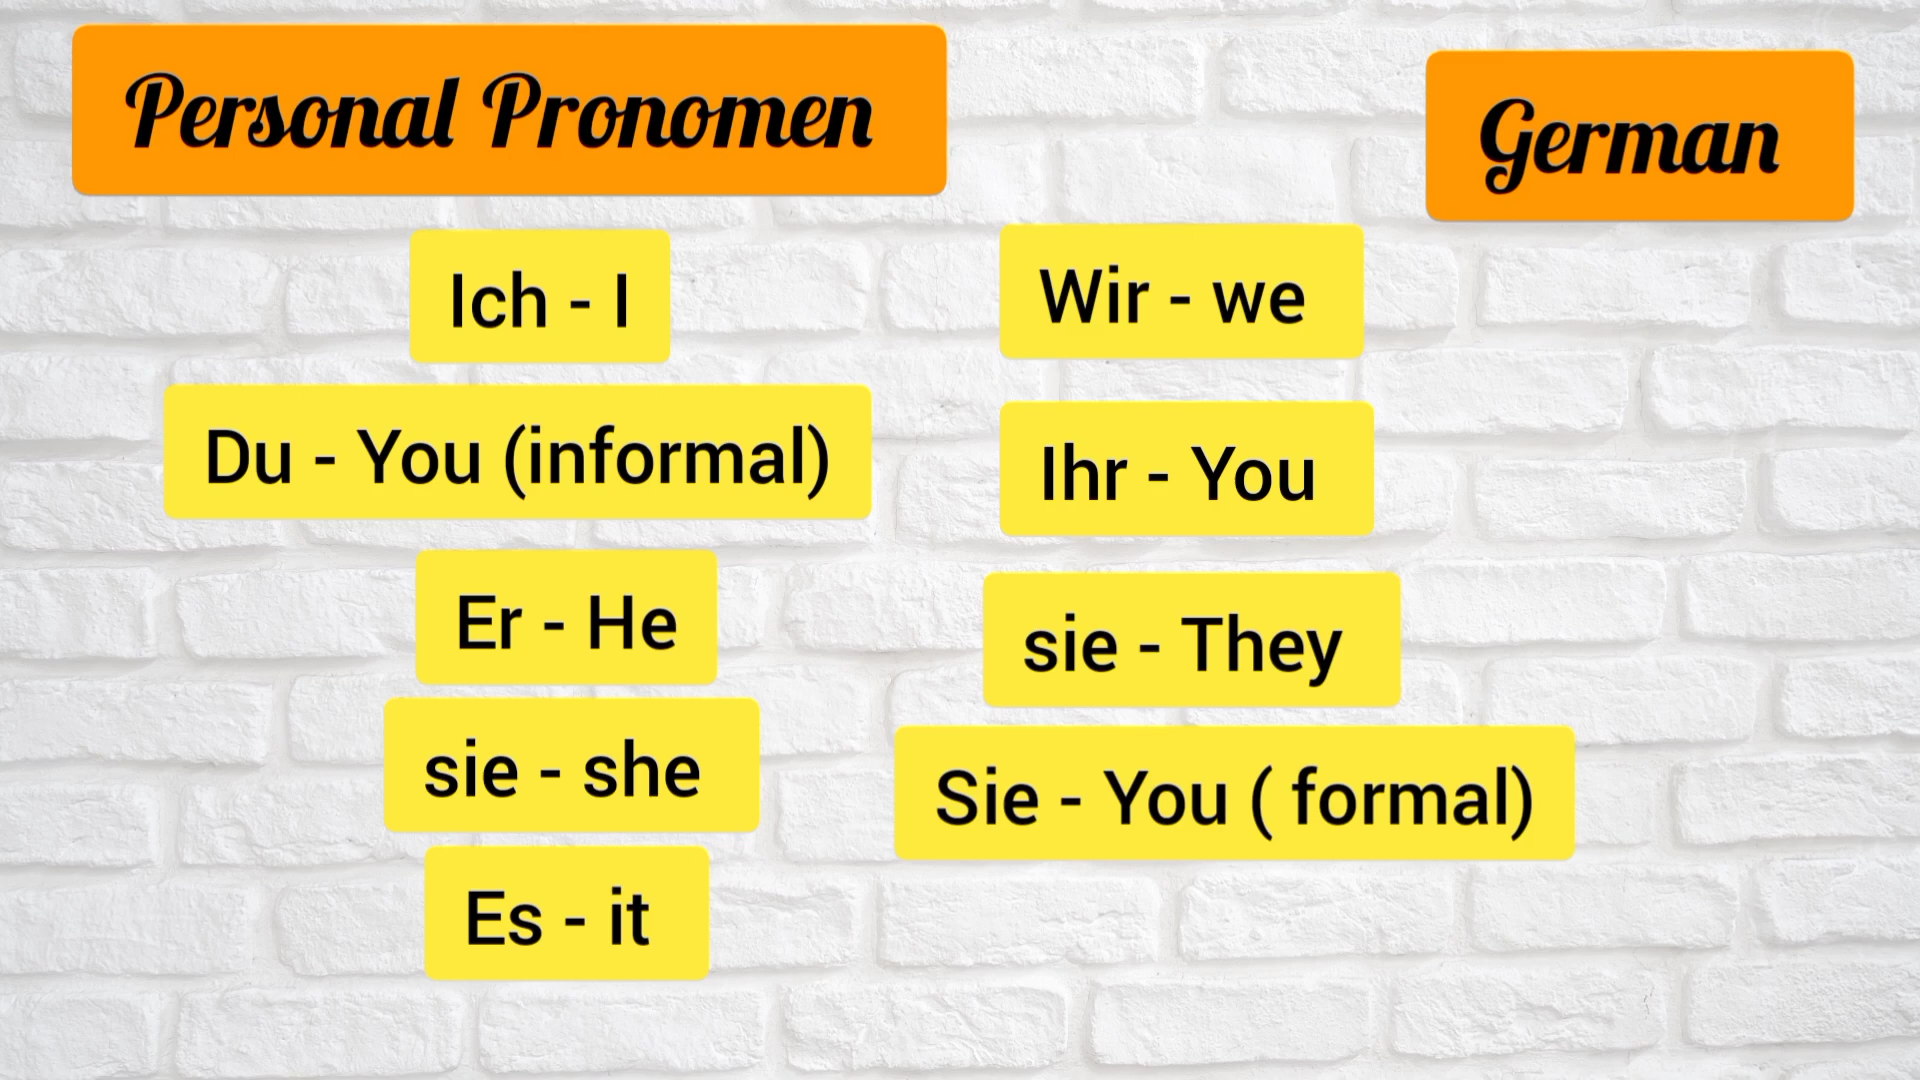 Personal Pronomen
German
Ich - I
Du - You (informal)
Er - He
sie - she
Es - it
Wir - we
Ihr - You
sie - They
Sie - You ( formal)